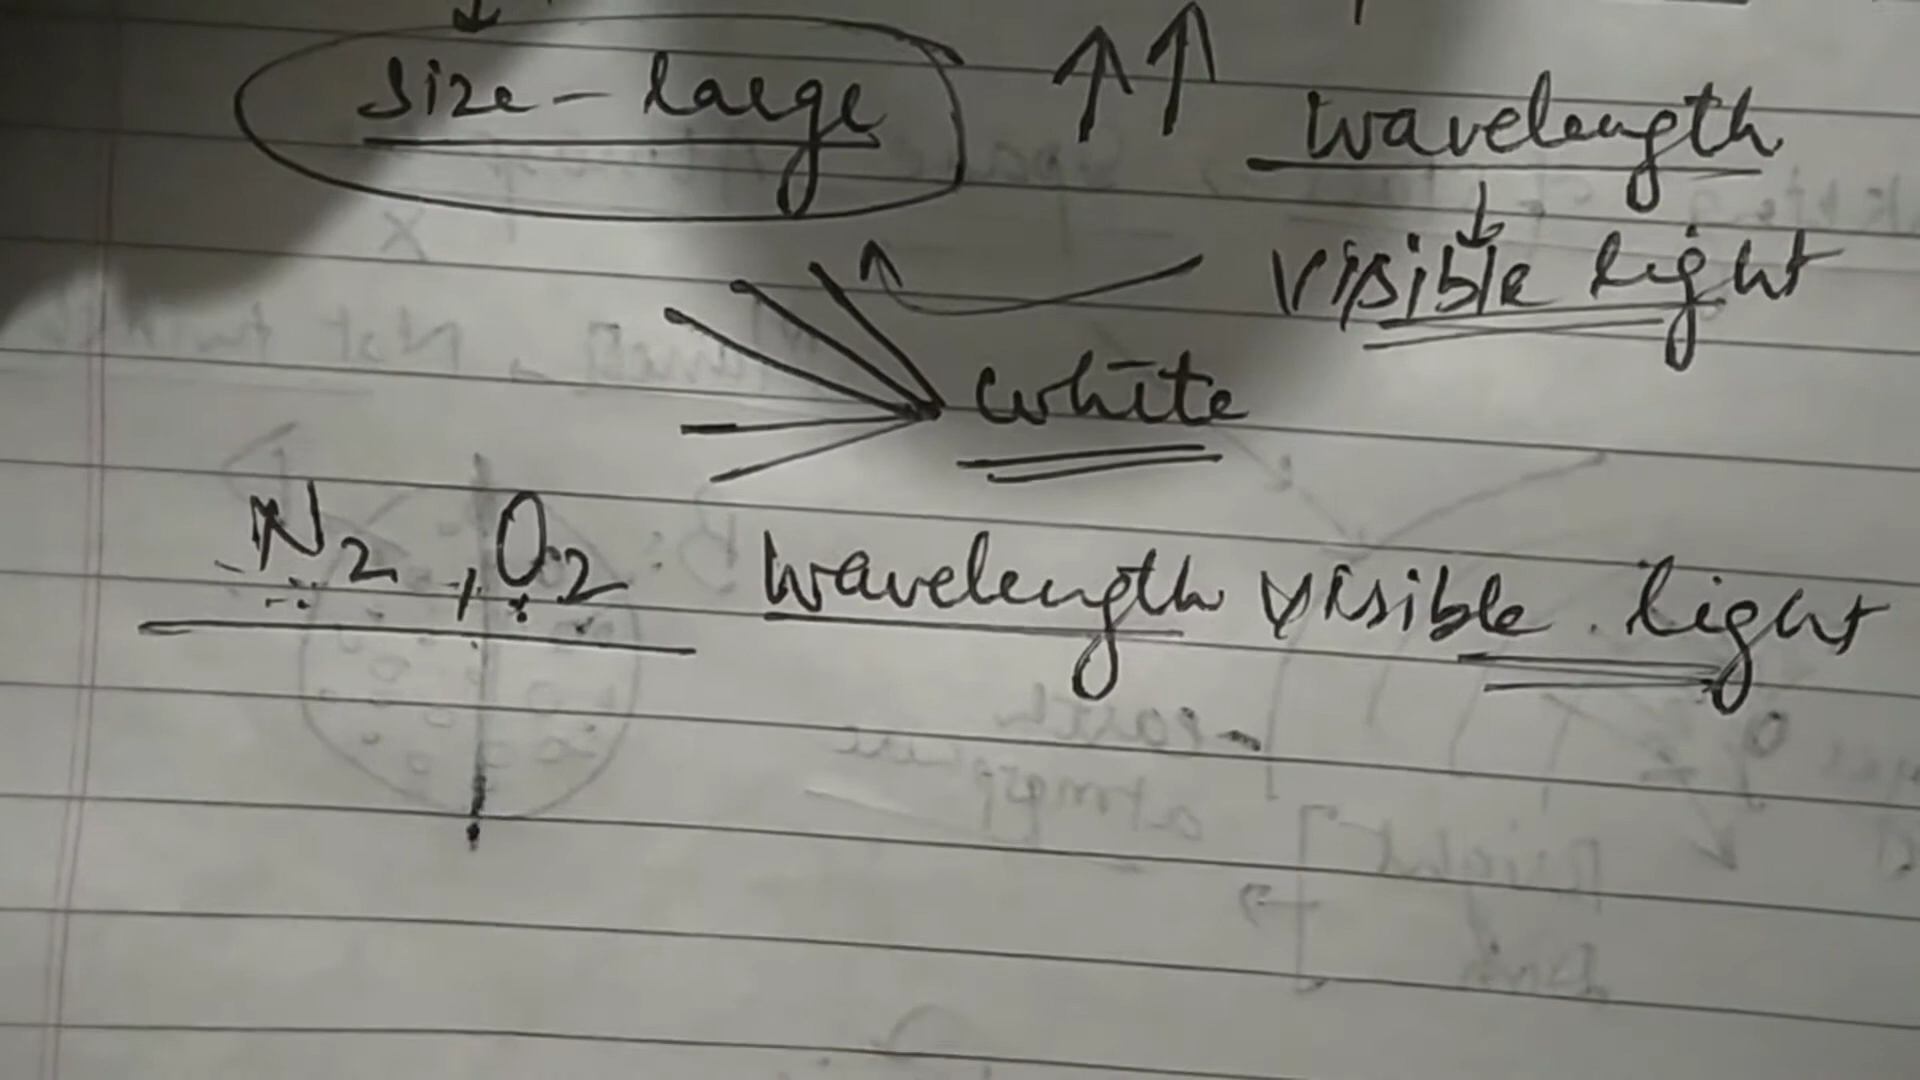 size - large ↑↑ wavelength
↓
visible light
white
N2, O2 wavelength visible light